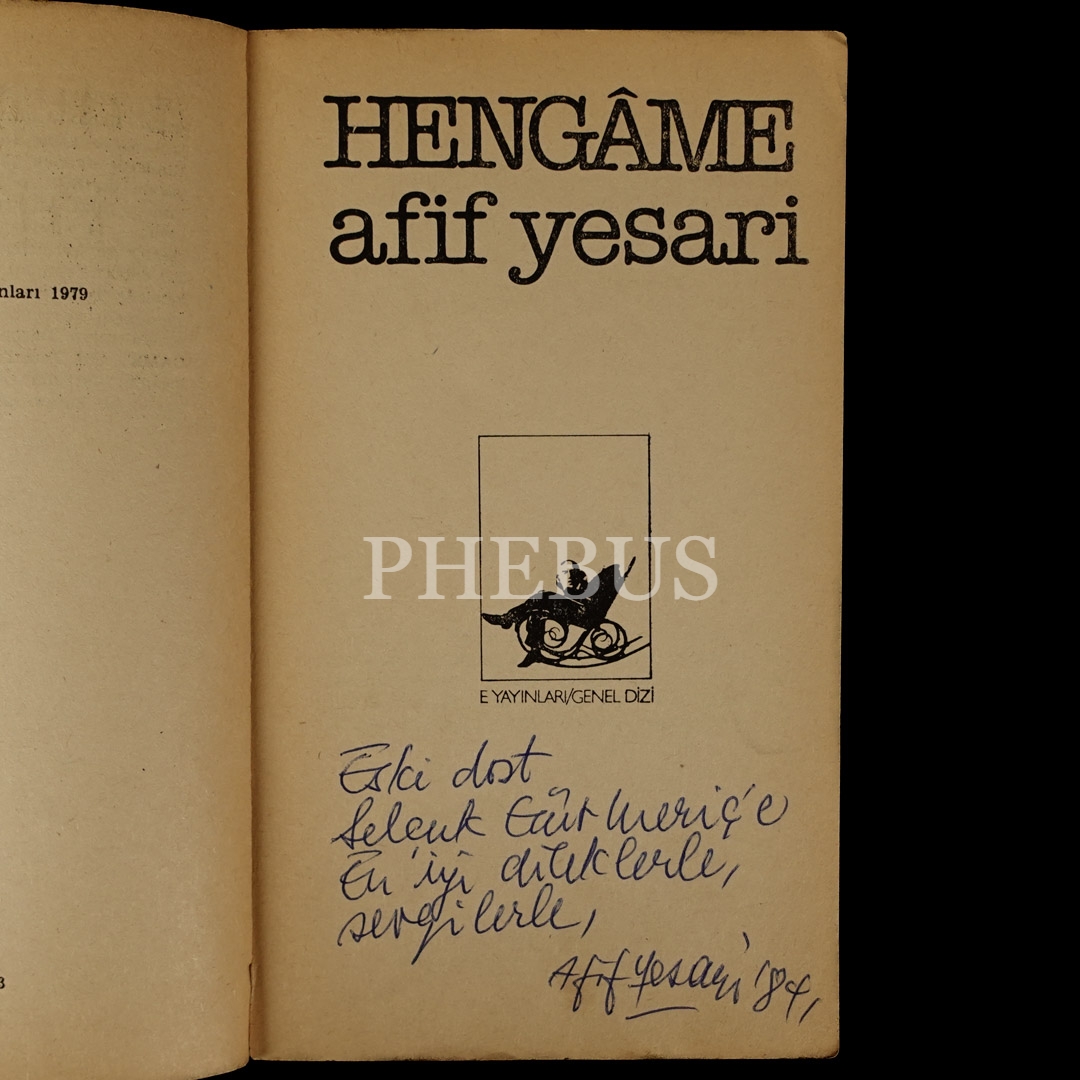 nları 1979
3
HENGÂME
afif yesari
PHEBUS
E YAYINLARI/GENEL DİZİ
Eski dost
Selçuk Meriç'e
En iyi dileklerle,
sevgilerle,
Afif Yesari '84,